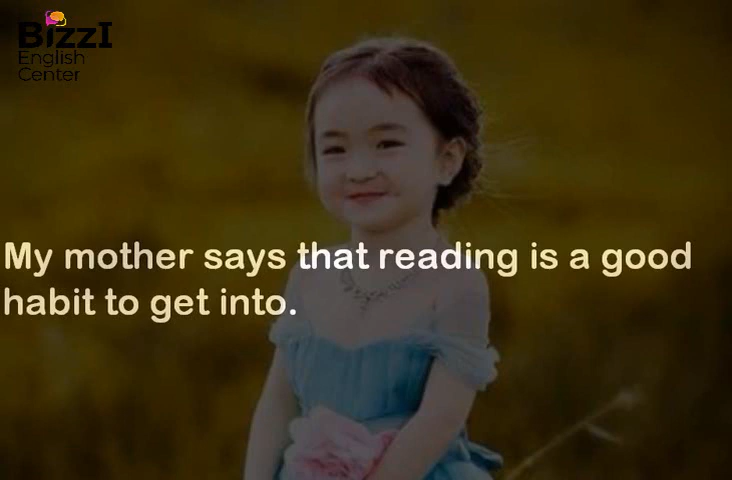 BizzI
English
Center
My mother says that reading is a good
habit to get into.